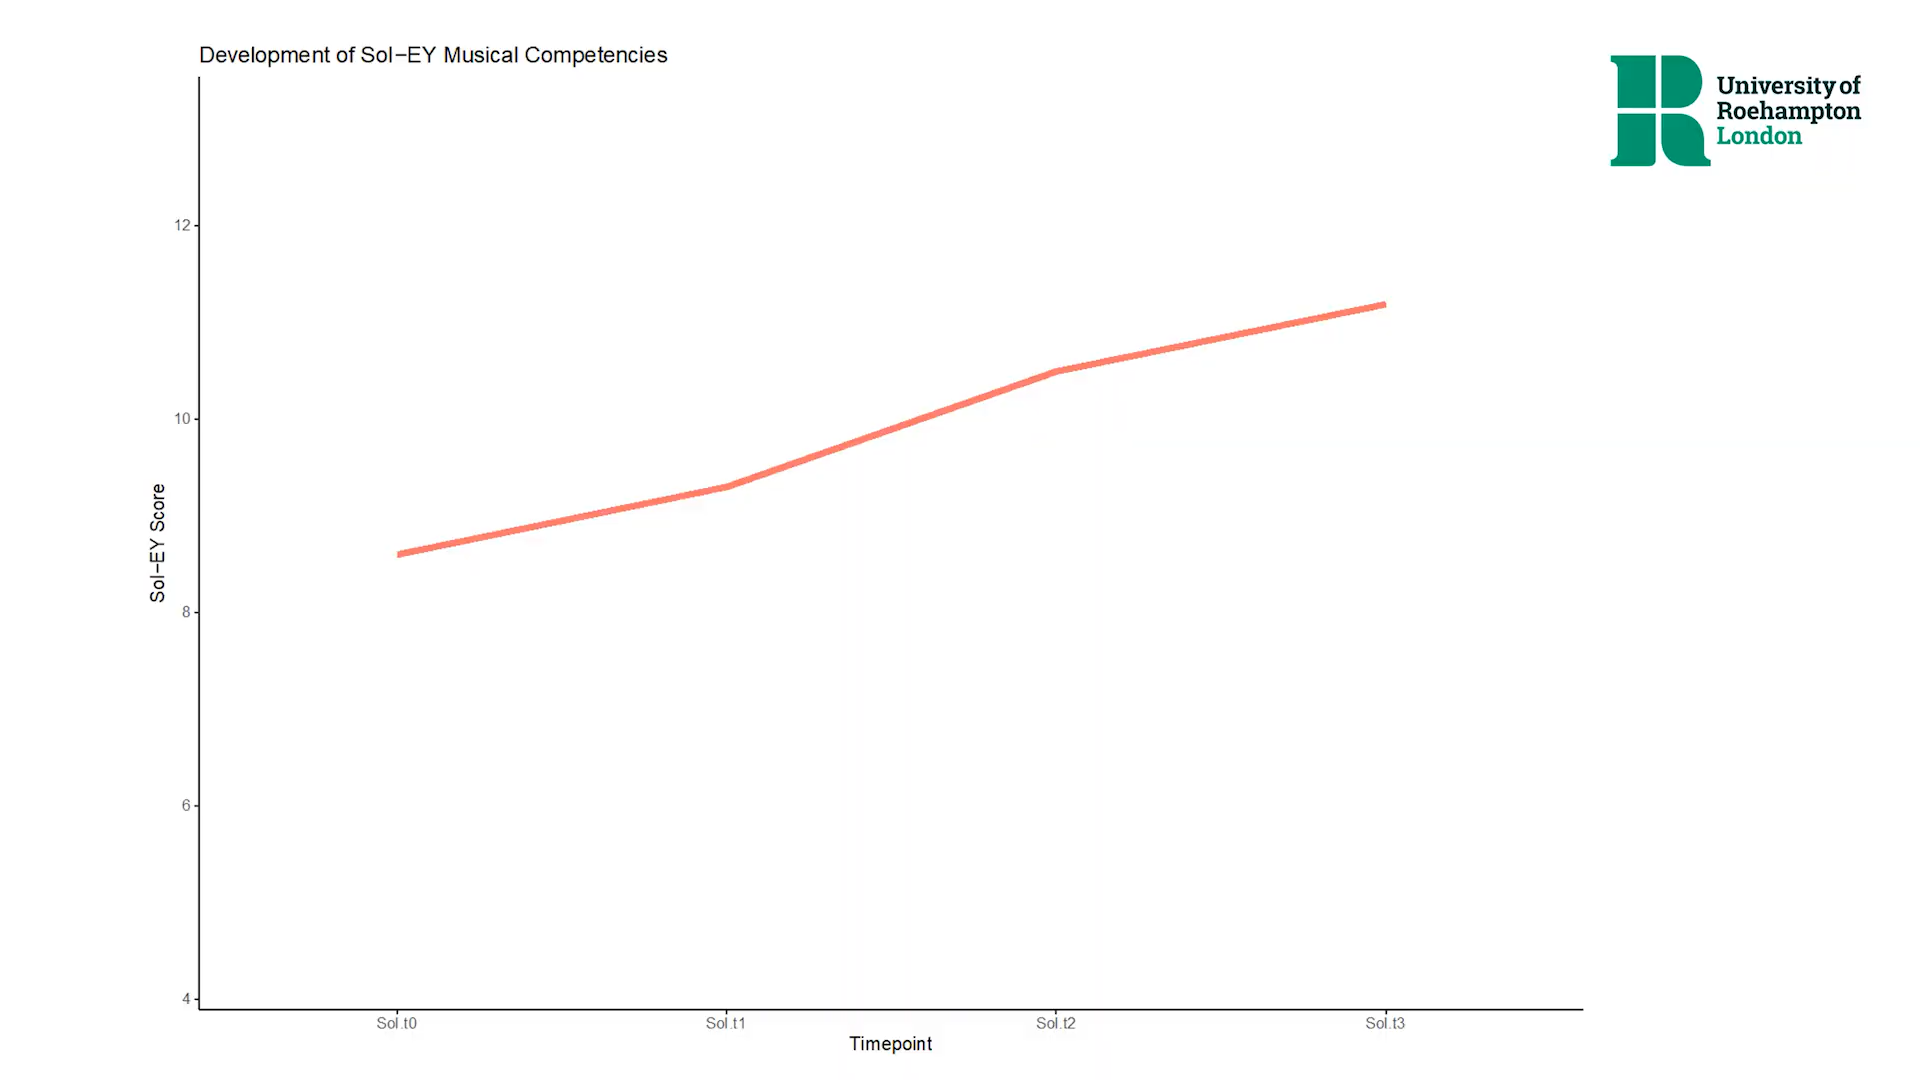 Development of Sol-EY Musical Competencies
University of
Roehampton
London
12
10
8
6
4
Sol-EY Score
Sol.t0
Sol.t1
Sol.t2
Sol.t3
Timepoint